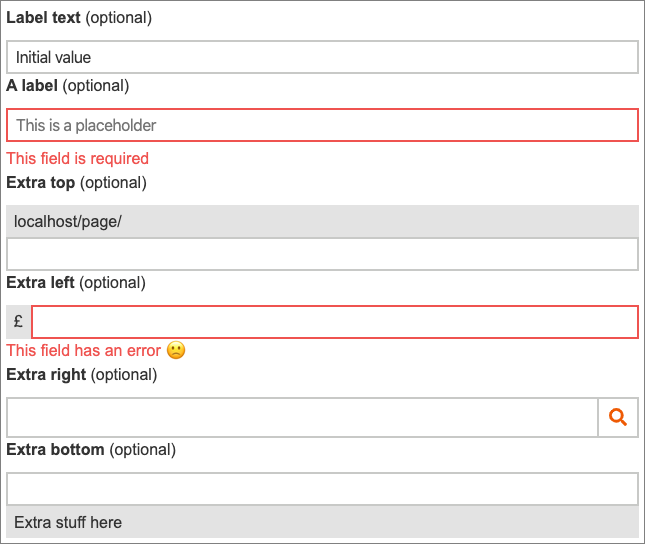 Label text (optional)
Initial value
A label (optional)
This is a placeholder
This field is required
Extra top (optional)
localhost/page/
Extra left (optional)
£
This field has an error 🙁
Extra right (optional)
Extra bottom (optional)
Extra stuff here